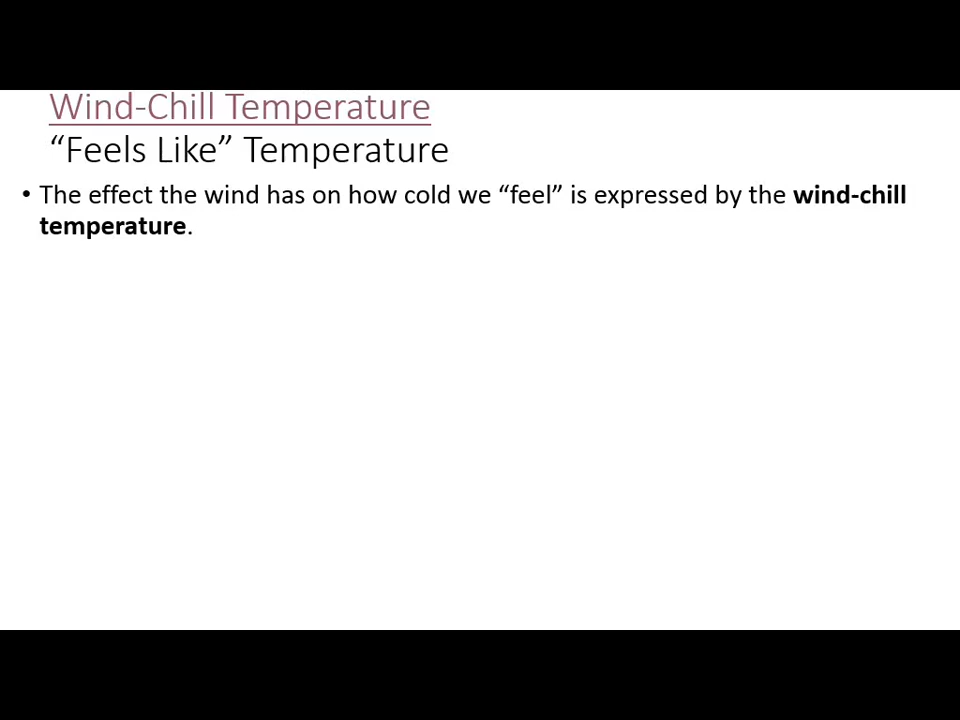 Wind-Chill Temperature
“Feels Like” Temperature
• The effect the wind has on how cold we “feel” is expressed by the wind-chill
temperature.